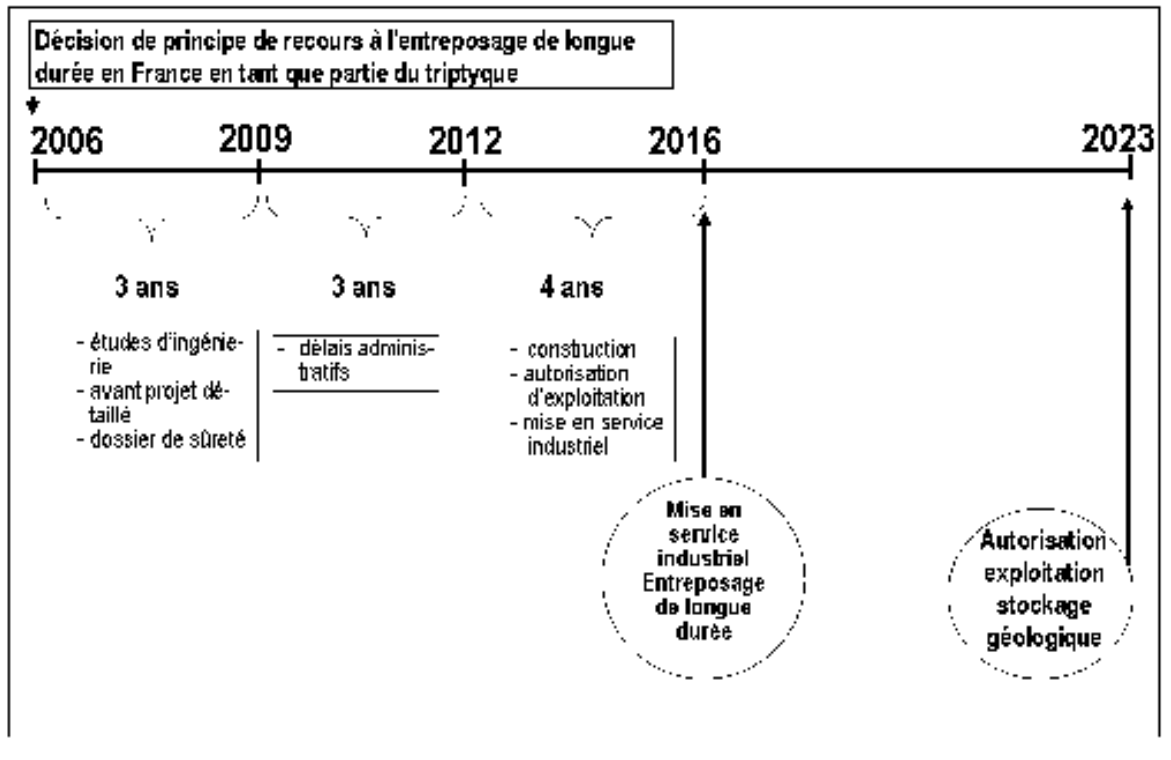 Décision de principe de recours à l'entreposage de longue
durée en France en tant que partie du triptyque
2006
2009
2012
2016
2023
3 ans
3 ans
4 ans
- études d'ingénie-
rie
- avant projet dé-
taillé
- dossier de sûreté
- délais adminis-
tratifs
- construction
- autorisation
d'exploitation
- mise en service
industriel
Mise en
service
industriel
Entreposage
de longue
durée
Autorisation
exploitation
stockage
géologique